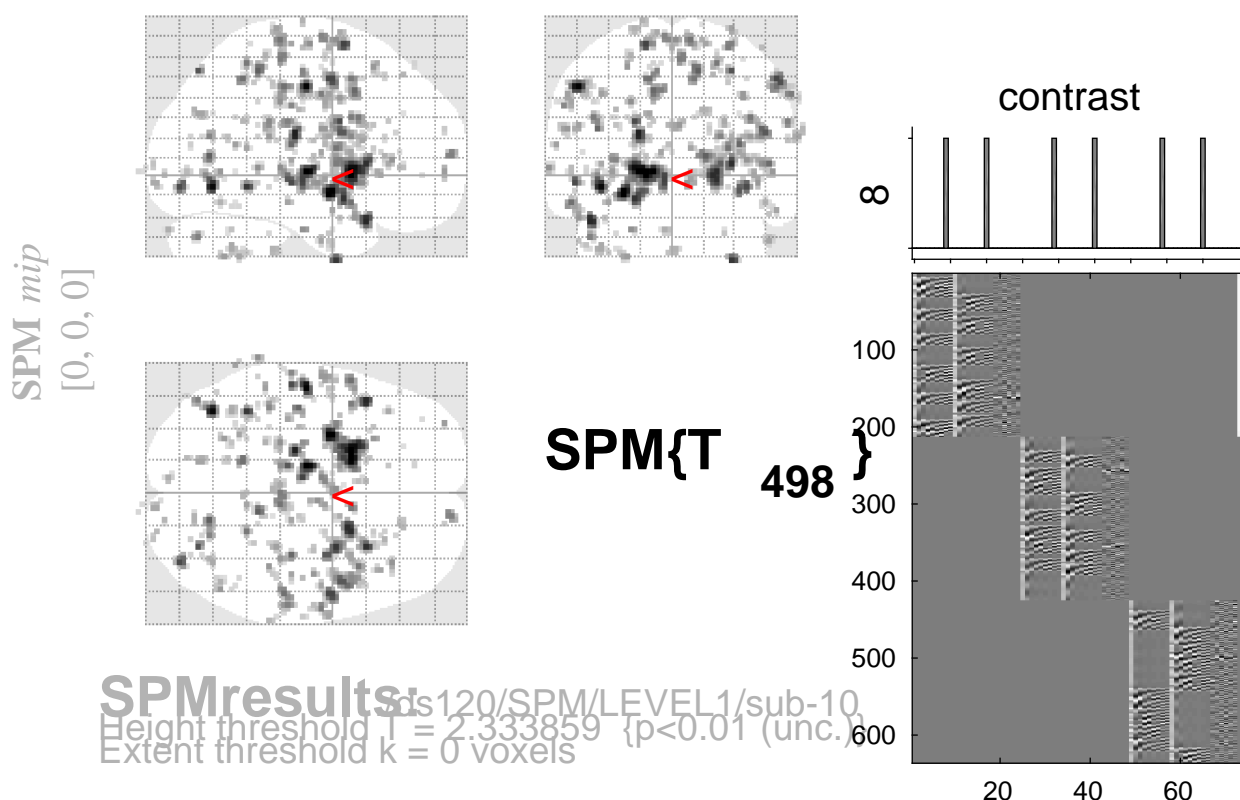 SPM mip
[0, 0, 0]
<
<
<
SPM{T498}
contrast
8
100
200
300
400
500
600
20
40
60
SPMresults: /ds120/SPM/LEVEL1/sub-10
Height threshold T = 2.333859 {p<0.01 (unc.)}
Extent threshold k = 0 voxels